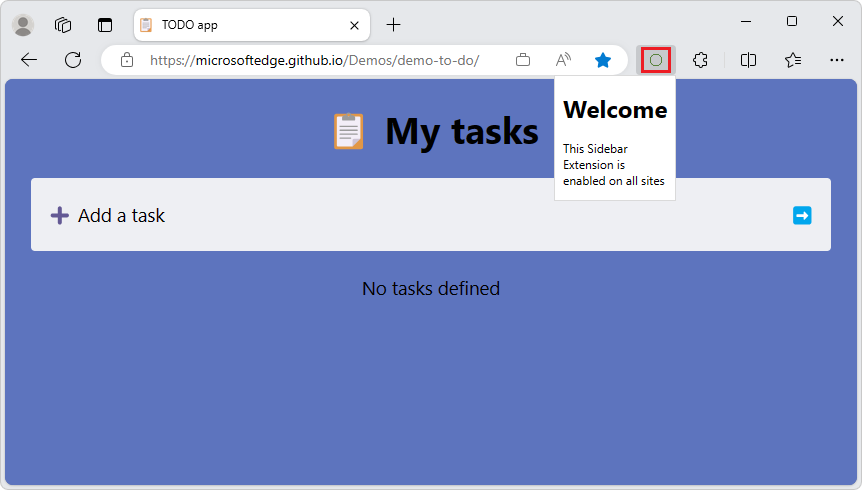 TODO app
https://microsoftedge.github.io/Demos/demo-to-do/
My tasks
Welcome
This Sidebar
Extension is
enabled on all sites
Add a task
No tasks defined